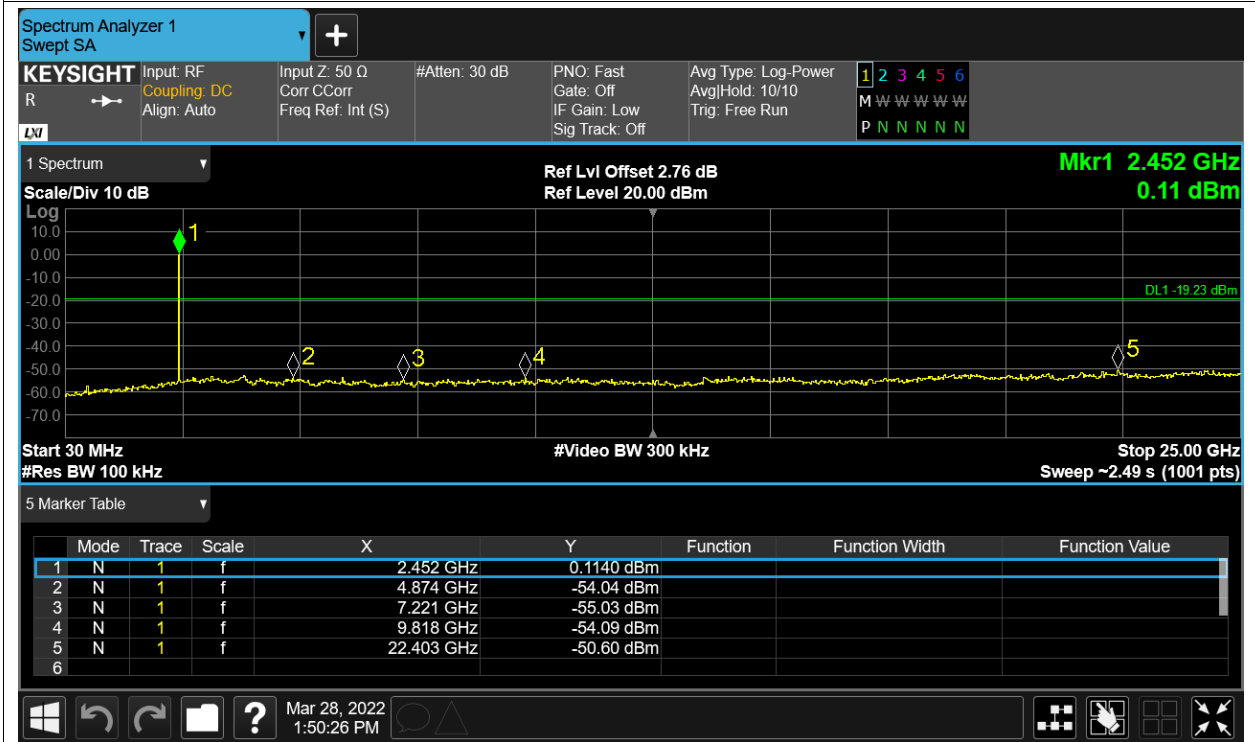 Spectrum Analyzer 1
Swept SA
+
KEYSIGHT Input: RF Input Z: 50 Ω #Atten: 30 dB PNO: Fast Avg Type: Log-Power 1 2 3 4 5 6
R Coupling: DC Corr CCorr Gate: Off Avg|Hold: 10/10 M W W W W W
Align: Auto Freq Ref: Int (S) IF Gain: Low Trig: Free Run
LXI Sig Track: Off P N N N N N
1 Spectrum Ref Lvl Offset 2.76 dB Mkr1 2.452 GHz
Scale/Div 10 dB Ref Level 20.00 dBm 0.11 dBm
Log
10.0 1
0.00
-10.0
DL1 -19.23 dBm
-20.0
-30.0
-40.0 2 3 4 5
-50.0
-60.0
-70.0
Start 30 MHz #Video BW 300 kHz Stop 25.00 GHz
#Res BW 100 kHz Sweep ~2.49 s (1001 pts)
5 Marker Table
Mode Trace Scale X Y Function Function Width Function Value
1 N 1 f 2.452 GHz 0.1140 dBm
2 N 1 f 4.874 GHz -54.04 dBm
3 N 1 f 7.221 GHz -55.03 dBm
4 N 1 f 9.818 GHz -54.09 dBm
5 N 1 f 22.403 GHz -50.60 dBm
6
? Mar 28, 2022
1:50:26 PM